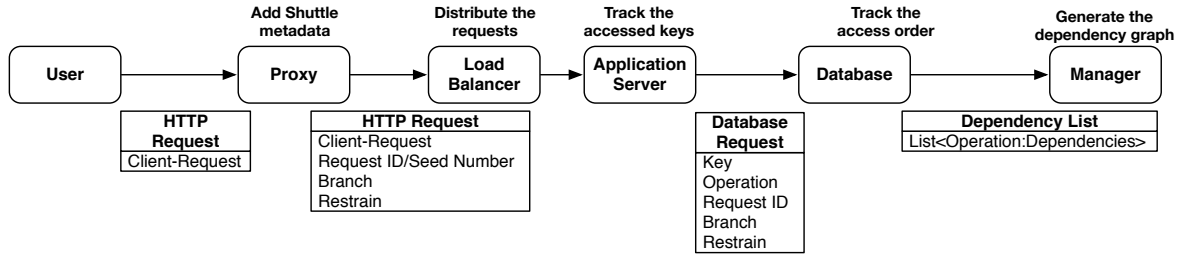 Add Shuttle
metadata
Distribute the
requests
Track the
accessed keys
Track the
access order
Generate the
dependency graph
User
Proxy
Load
Balancer
Application
Server
Database
Manager
HTTP
Request
Client-Request
HTTP Request
Client-Request
Request ID/Seed Number
Branch
Restrain
Database
Request
Key
Operation
Request ID
Branch
Restrain
Dependency List
List<Operation:Dependencies>